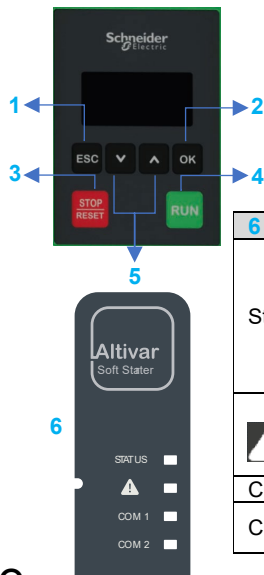 Schneider
Electric
1
2
ESC
OK
3
STOP
RESET
RUN
4
5
6
Altivar
Soft Stater
6
STATUS
COM 1
COM 2